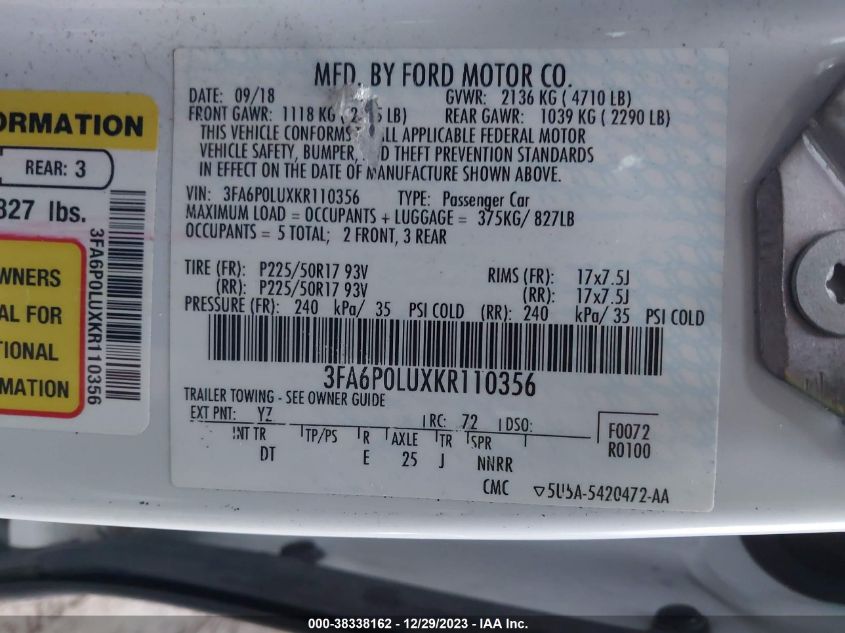 MFD. BY FORD MOTOR CO.
DATE: 09/18 GVWR: 2136 KG ( 4710 LB)
FRONT GAWR: 1118 KG ( LB) REAR GAWR: 1039 KG ( 2290 LB)
THIS VEHICLE CONFORMS ALL APPLICABLE FEDERAL MOTOR
VEHICLE SAFETY, BUMPER, THEFT PREVENTION STANDARDS
IN EFFECT ON THE DATE OF MANUFACTURE SHOWN ABOVE.
VIN: 3FA6P0LUXKR110356 TYPE: Passenger Car
MAXIMUM LOAD = OCCUPANTS + LUGGAGE = 375KG/ 827LB
OCCUPANTS = 5 TOTAL; 2 FRONT, 3 REAR
TIRE (FR): P225/50R17 93V RIMS (FR): 17x7.5J
(RR): P225/50R17 93V (RR): 17x7.5J
PRESSURE (FR): 240 kPa/ 35 PSI COLD (RR): 240 kPa/ 35 PSI COLD
3FA6P0LUXKR110356
TRAILER TOWING - SEE OWNER GUIDE
EXT PNT: YZ RC: 72 DSO: F0072
INT TR TP/PS R AXLE TR SPR R0100
DT E 25 J NNRR
CMC 5U5A-5420472-AA
ORMATION
REAR: 3
827 lbs.
3FA6P0LUXKR110356
WNERS
AL FOR
TIONAL
RMATION
000-38338162 - 12/29/2023 - IAA